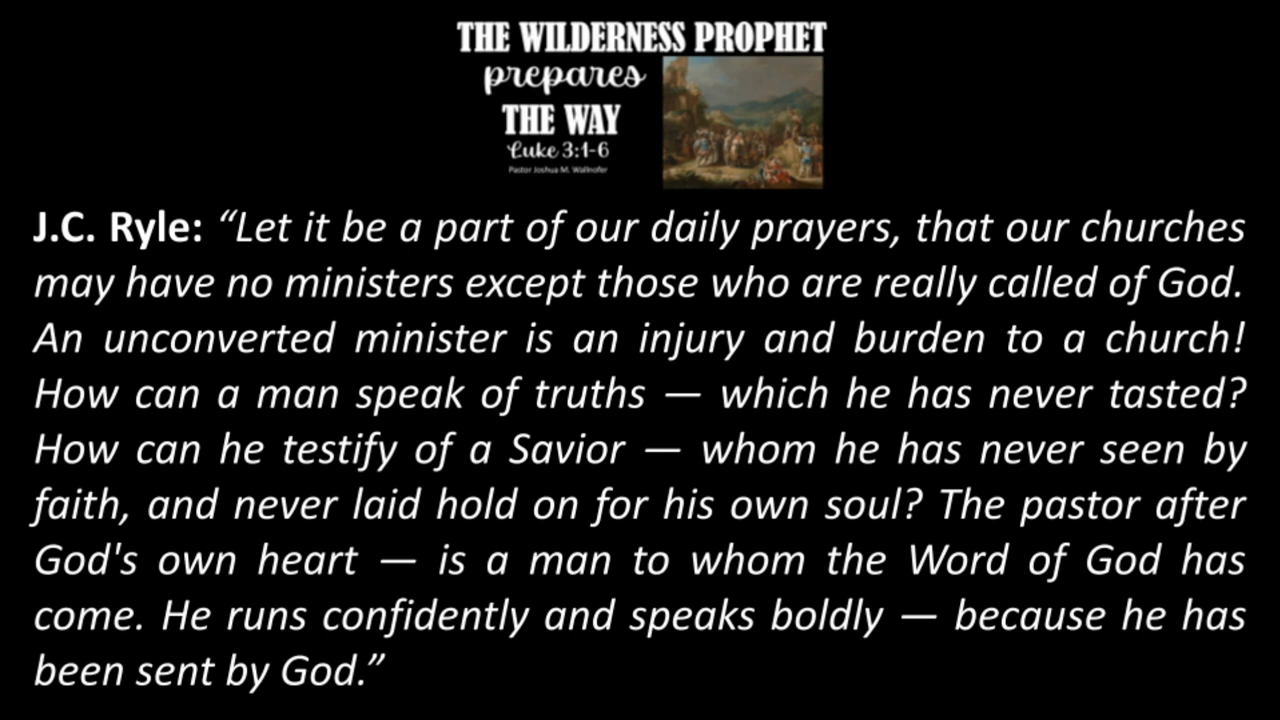 THE WILDERNESS PROPHET
prepares
THE WAY
Luke 3:1-6
Pastor Joshua M. Wallnofer
J.C. Ryle: “Let it be a part of our daily prayers, that our churches
may have no ministers except those who are really called of God.
An unconverted minister is an injury and burden to a church!
How can a man speak of truths — which he has never tasted?
How can he testify of a Savior — whom he has never seen by
faith, and never laid hold on for his own soul? The pastor after
God's own heart — is a man to whom the Word of God has
come. He runs confidently and speaks boldly — because he has
been sent by God.”